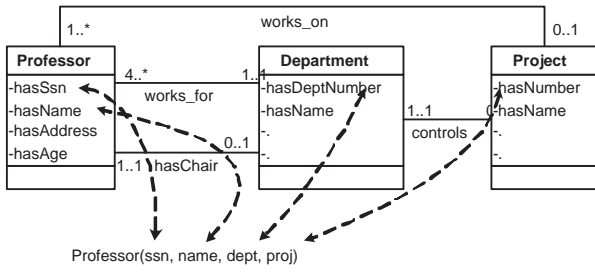 works_on
1..*
0..1
Professor
Department
Project
-hasSsn
-hasName
-hasAddress
-hasAge
4..*
1..1
works_for
-hasDeptNumber
-hasName
-.
-.
1..1
controls
-hasNumber
-hasName
-.
-.
0..1
1..1
hasChair
Professor(ssn, name, dept, proj)